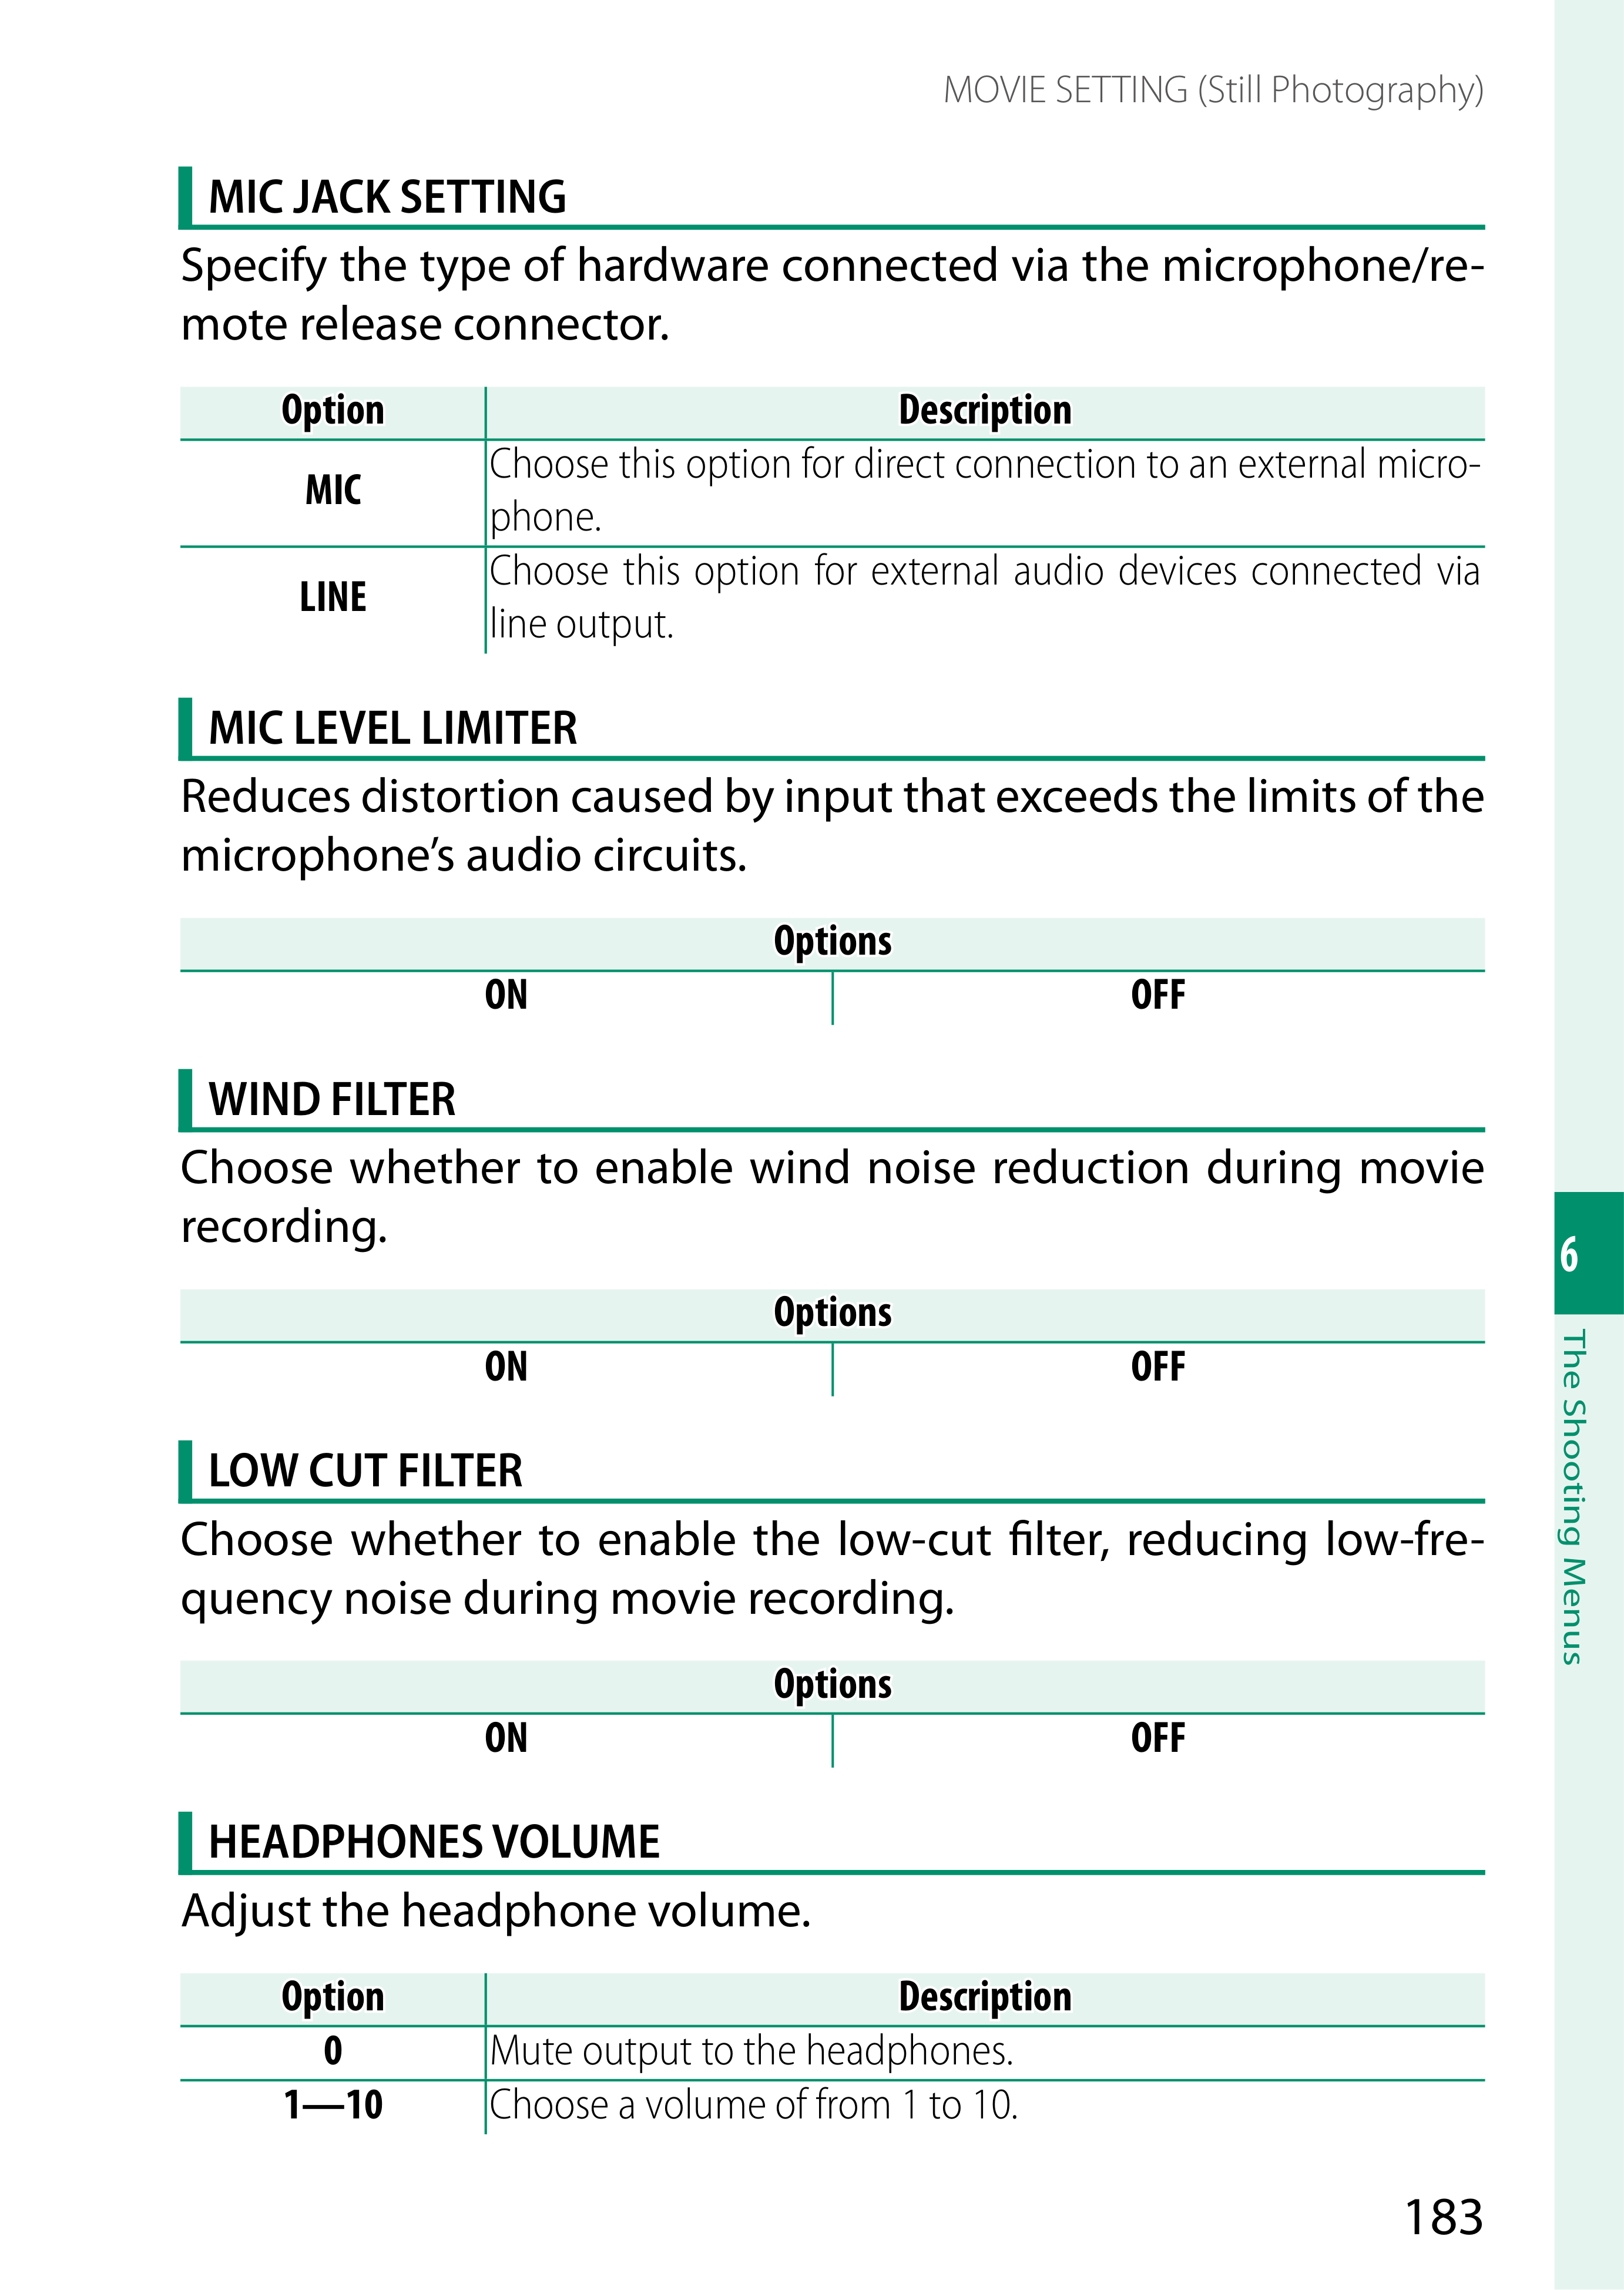 MOVIE SETTING (Still Photography)
MIC JACK SETTING
Specify the type of hardware connected via the microphone/re-
mote release connector.
Option Description
MIC Choose this option for direct connection to an external micro-
phone.
LINE Choose this option for external audio devices connected via
line output.
MIC LEVEL LIMITER
Reduces distortion caused by input that exceeds the limits of the
microphone’s audio circuits.
Options
ON OFF
WIND FILTER
Choose whether to enable wind noise reduction during movie
recording.
Options
ON OFF
LOW CUT FILTER
Choose whether to enable the low-cut filter, reducing low-fre-
quency noise during movie recording.
Options
ON OFF
HEADPHONES VOLUME
Adjust the headphone volume.
Option Description
0 Mute output to the headphones.
1—10 Choose a volume of from 1 to 10.
6
The Shooting Menus
183